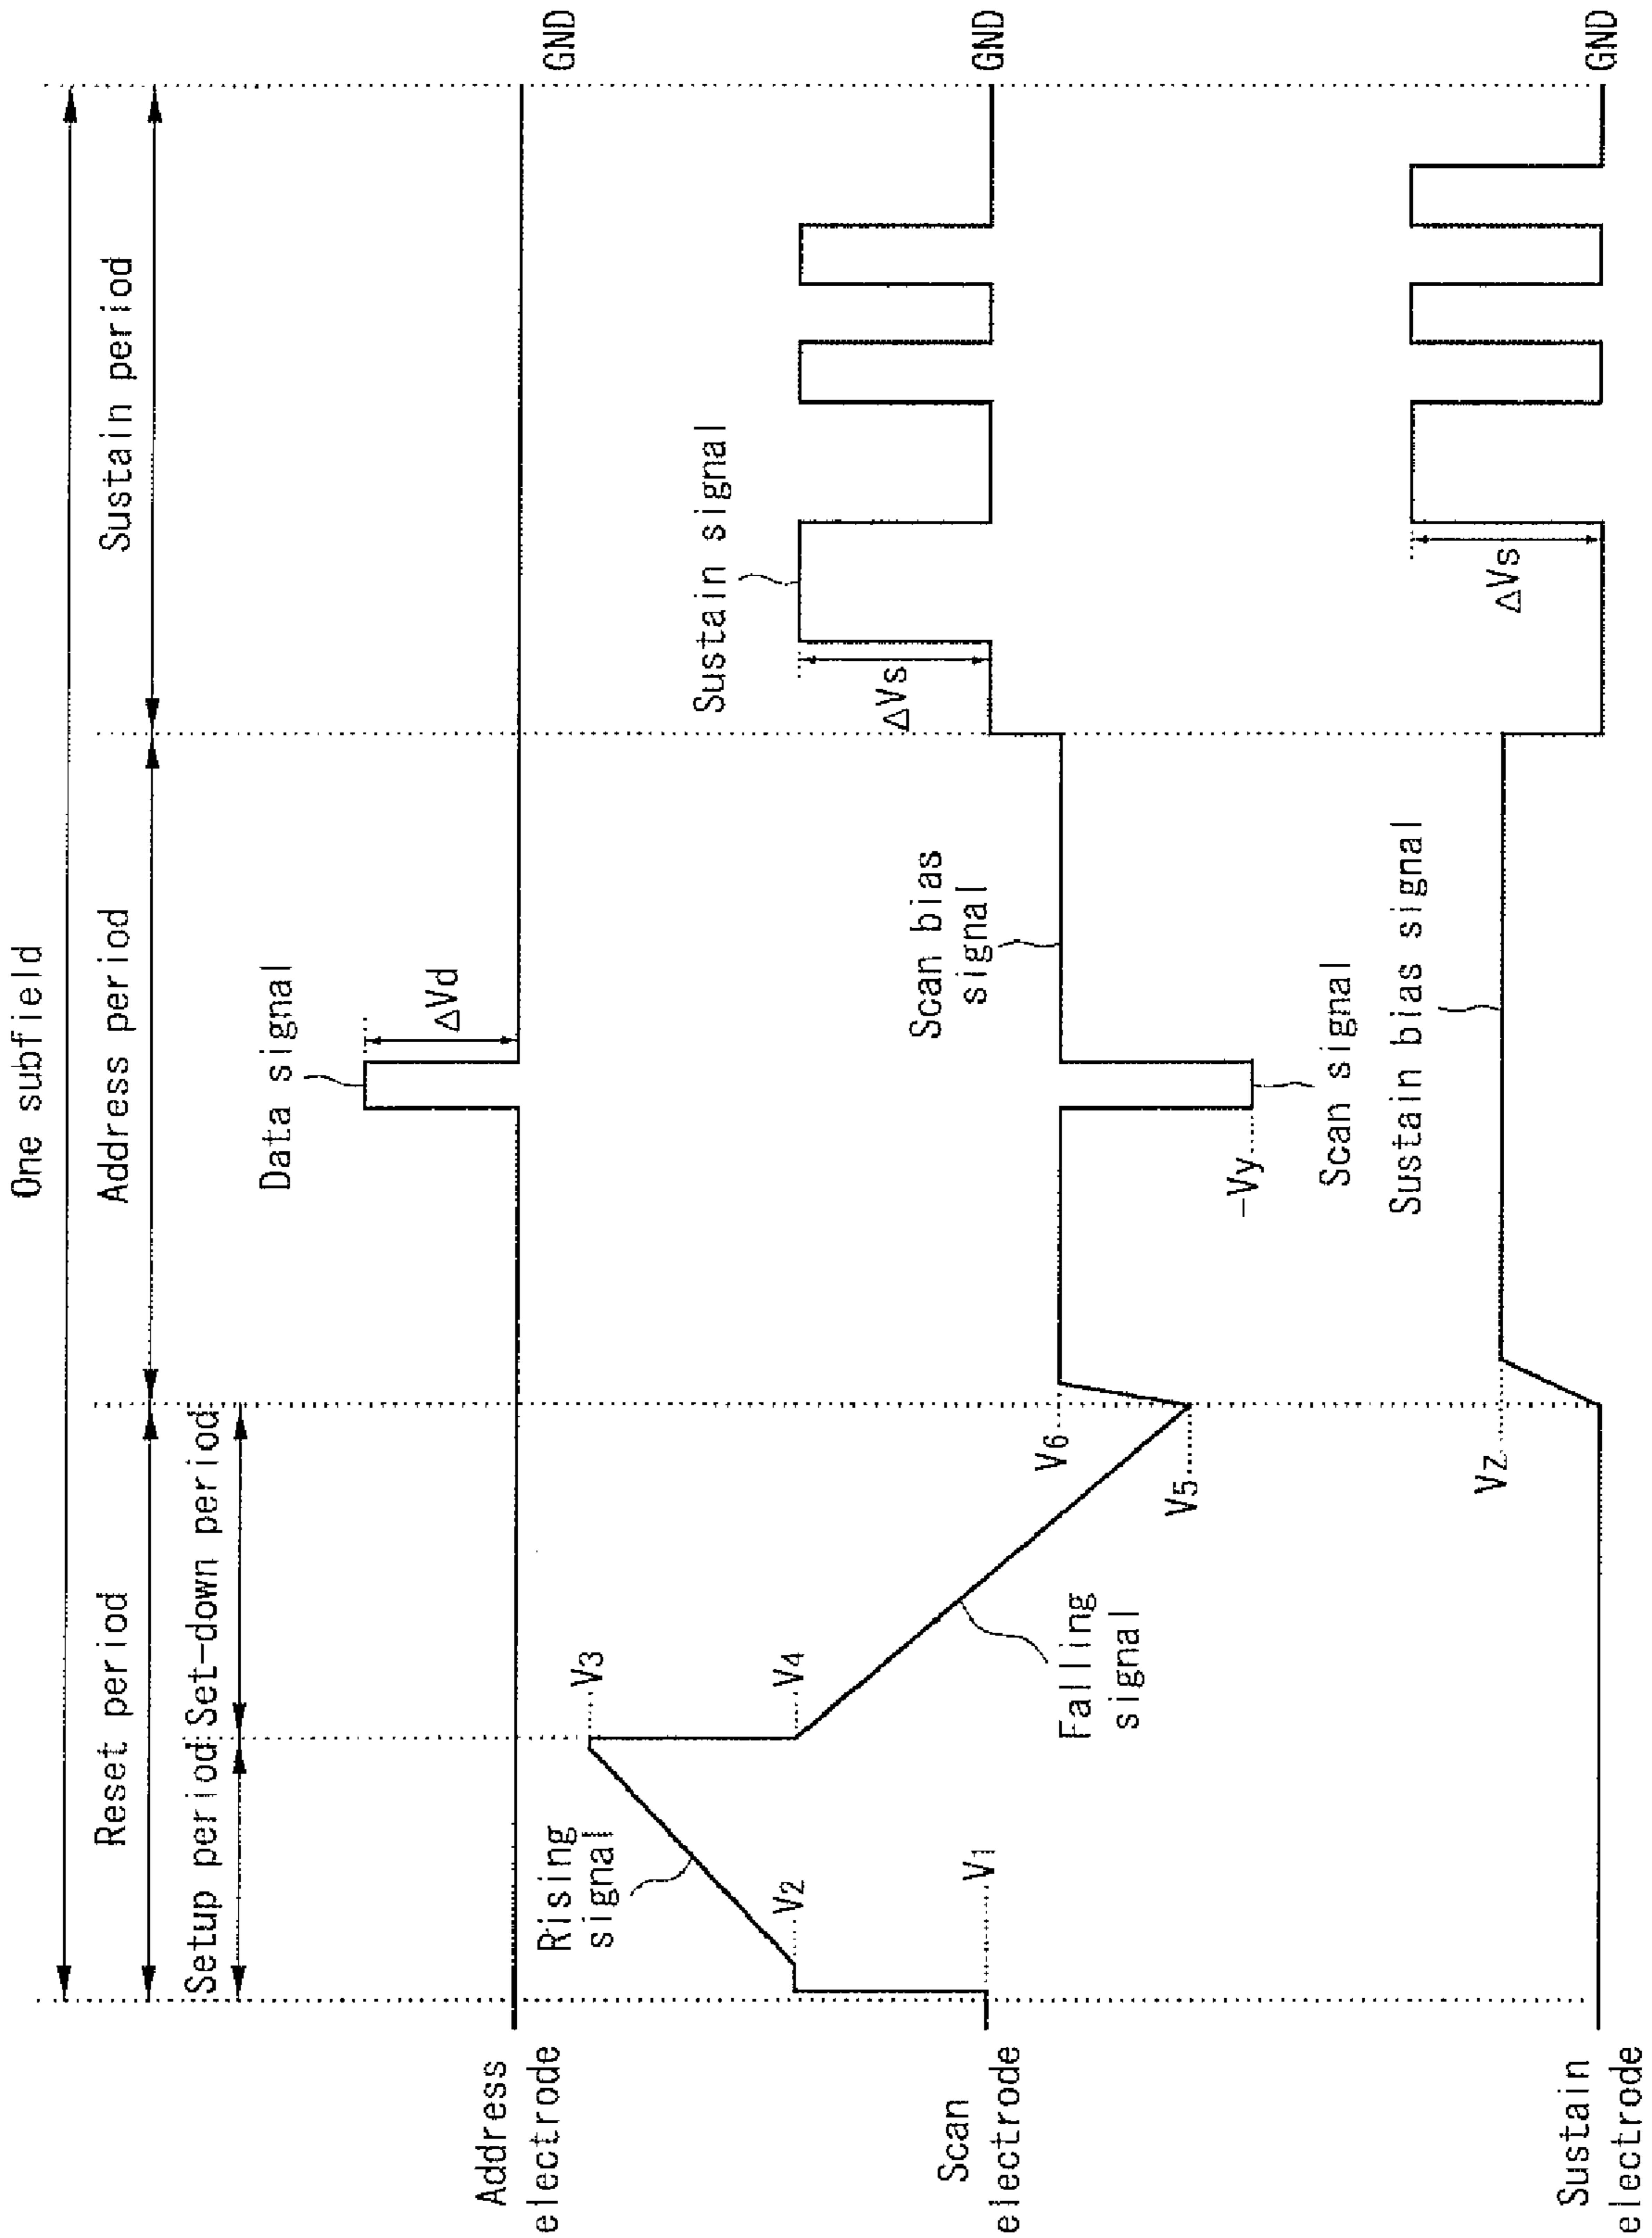 One subfield
Reset period
Address period
Sustain period
Setup period
Set-down period
Data signal
ΔVd
Address
electrode
GND
Rising
signal
V3
V2
V4
V1
Falling
signal
V6
V5
Scan bias
signal
-Vy
Scan signal
Sustain signal
ΔVs
Scan
electrode
GND
Sustain bias signal
Vz
ΔVs
Sustain
electrode
GND